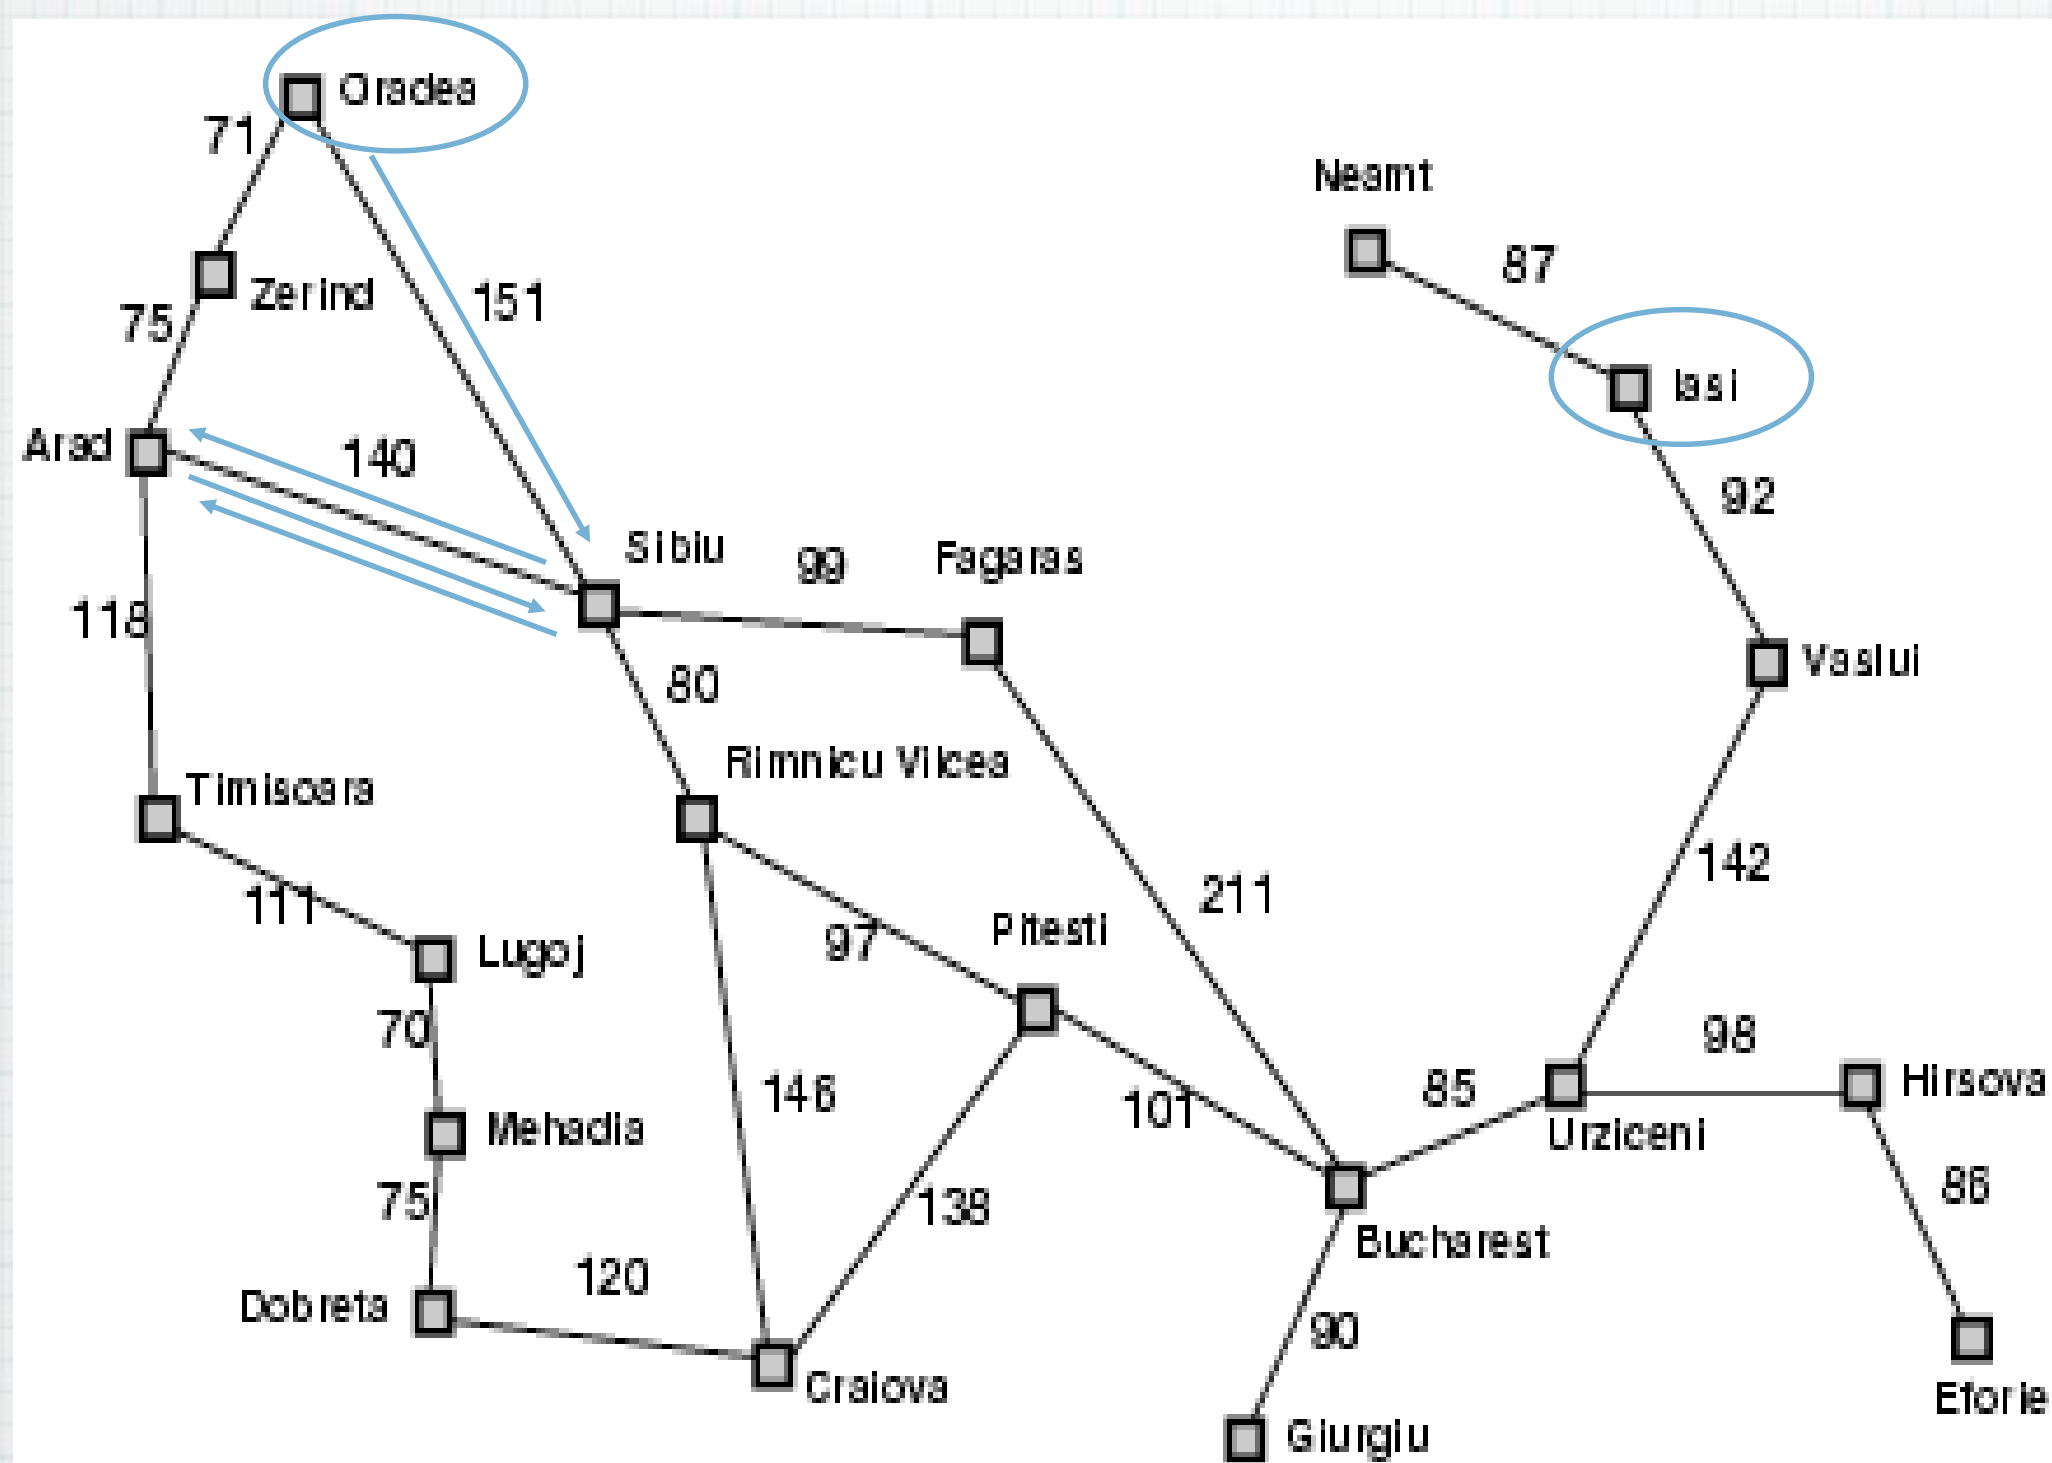 Oradea
71
Neamt
87
Zerind
151
75
Iasi
Arad
140
92
Sibiu
99
Fagaras
118
80
Vaslui
Rimnicu Vilcea
Timisoara
142
111
211
97
Pitesti
Lugoj
70
98
Hirsova
85
146
101
Mehadia
Urziceni
75
138
86
Bucharest
120
Dobreta
90
Craiova
Eforie
Giurgiu